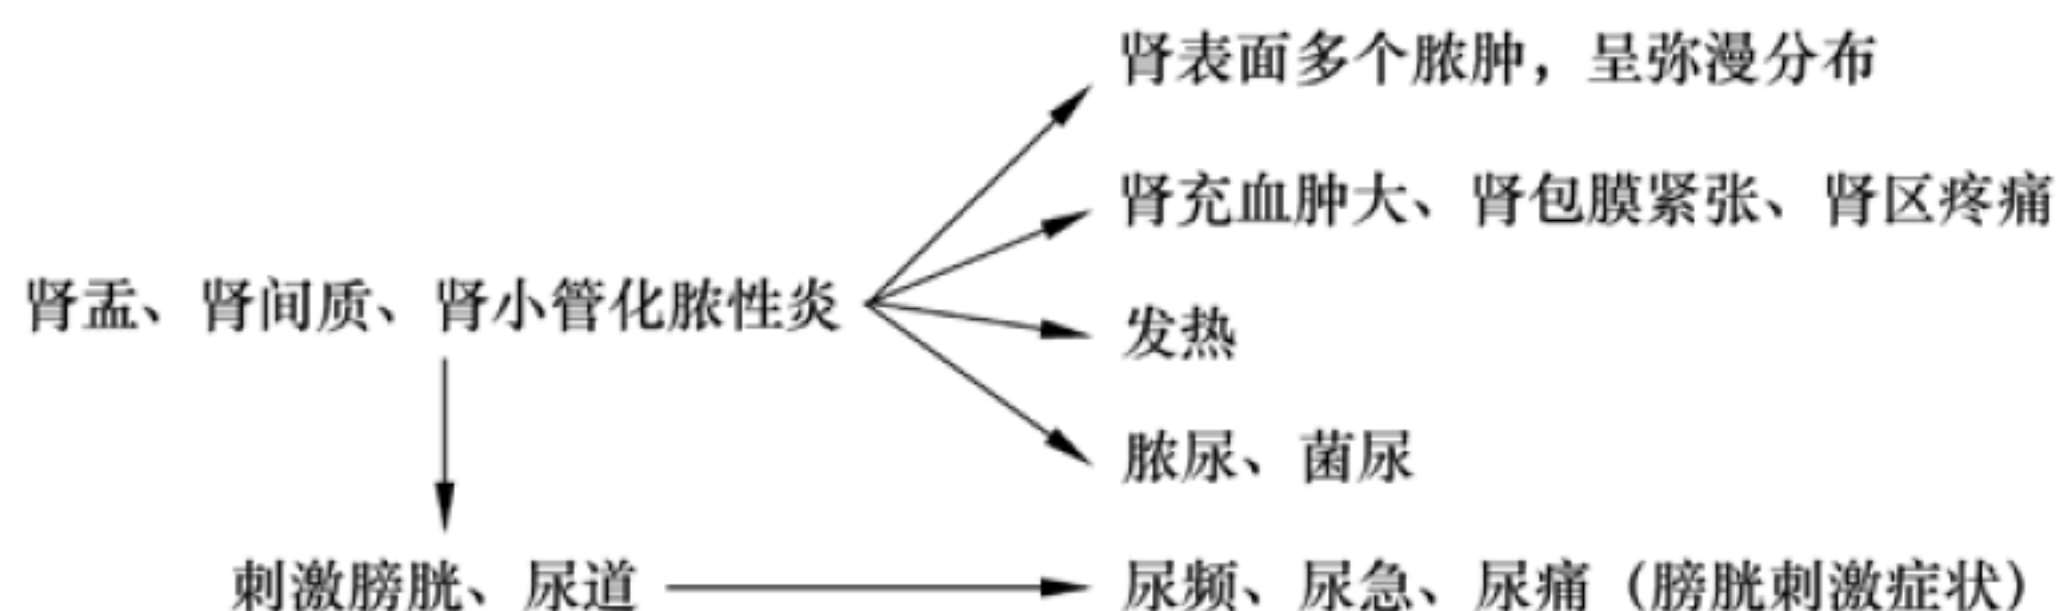 肾表面多个脓肿，呈弥漫分布
肾充血肿大、肾包膜紧张、肾区疼痛
肾盂、肾间质、肾小管化脓性炎
发热
脓尿、菌尿
刺激膀胱、尿道
尿频、尿急、尿痛（膀胱刺激症状）